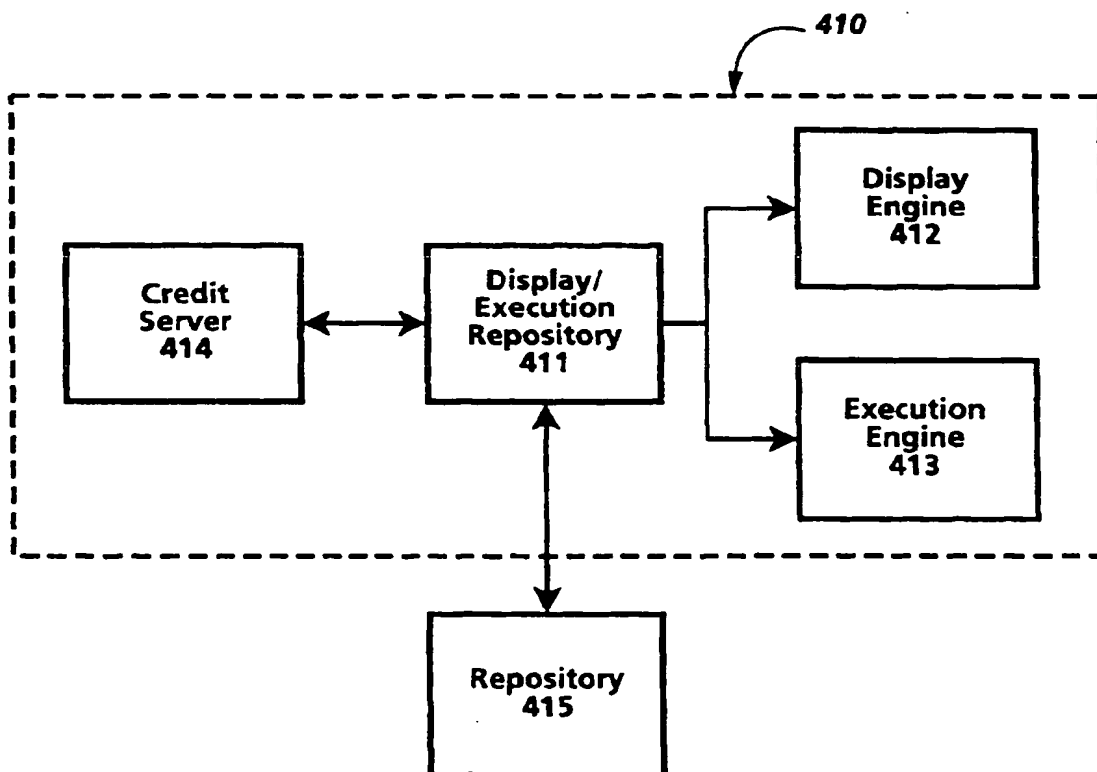 410
Display
Engine
412
Credit
Server
414
Display/
Execution
Repository
411
Execution
Engine
413
Repository
415